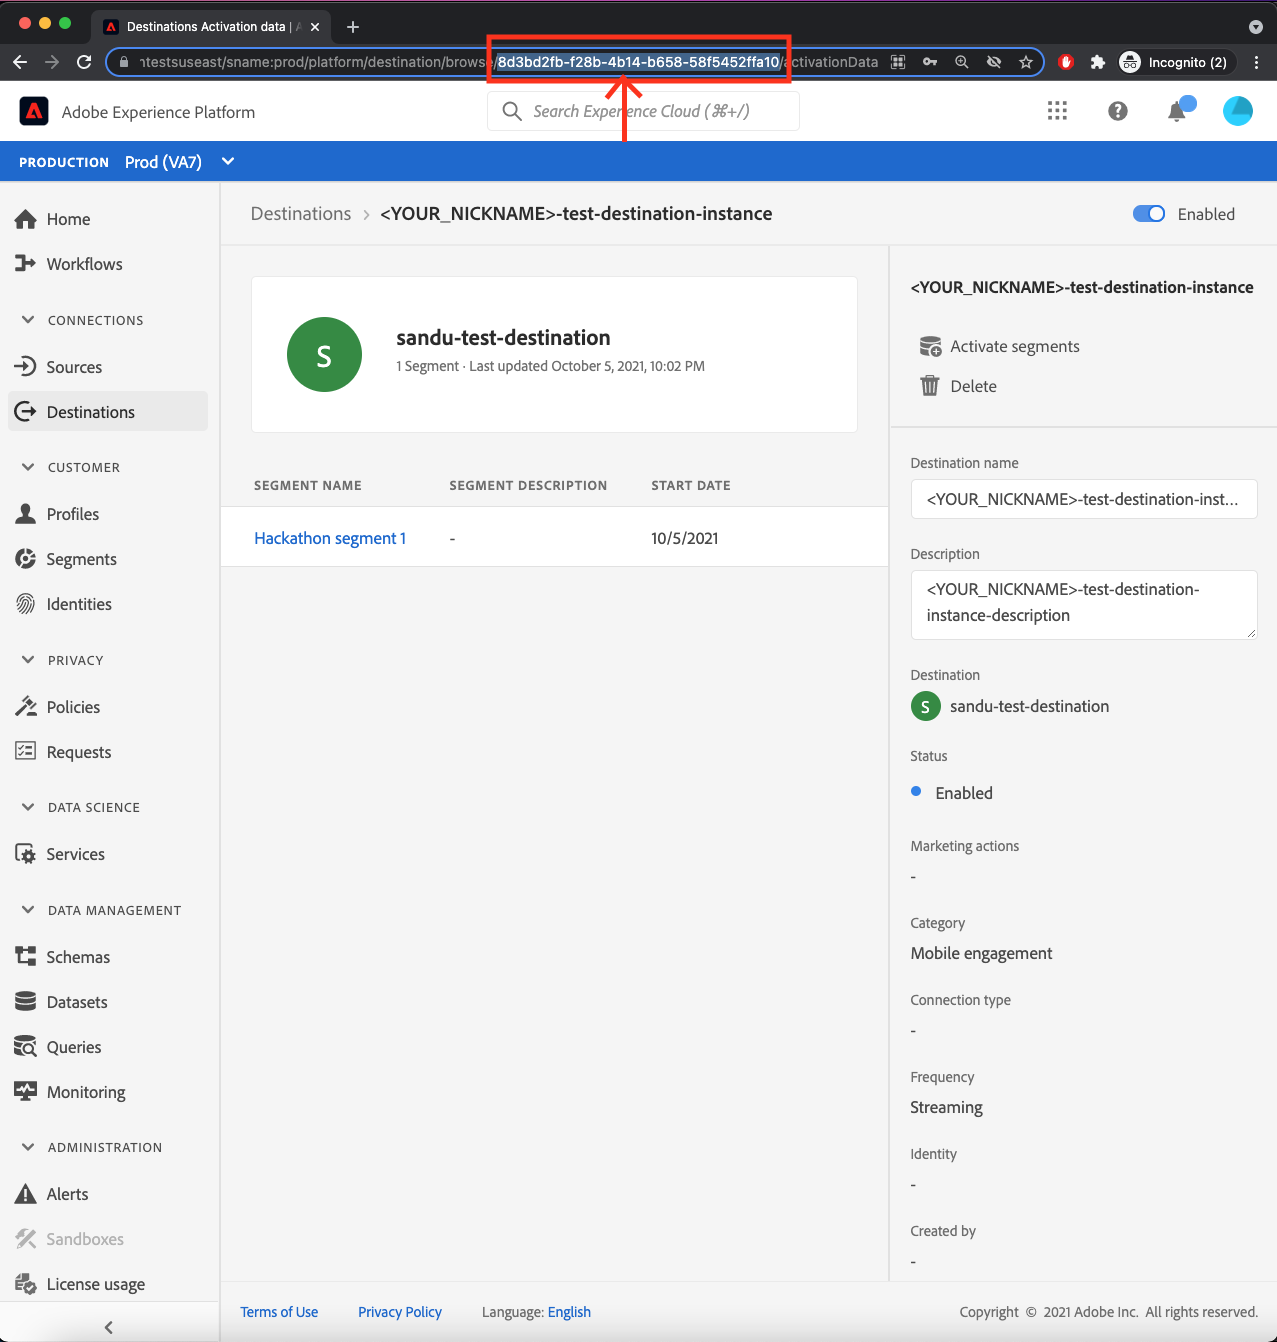 Destinations Activation data | A
ntestsuseast/sname:prod/platform/destination/browse/8d3bd2fb-f28b-4b14-b658-58f5452ffa10/activationData
Incognito (2)
Adobe Experience Platform
Search Experience Cloud (⌘+/)
PRODUCTION Prod (VA7)
Home
Workflows
CONNECTIONS
Sources
Destinations
CUSTOMER
Profiles
Segments
Identities
PRIVACY
Policies
Requests
DATA SCIENCE
Services
DATA MANAGEMENT
Schemas
Datasets
Queries
Monitoring
ADMINISTRATION
Alerts
Sandboxes
License usage
Destinations > <YOUR_NICKNAME>-test-destination-instance
Enabled
S
sandu-test-destination
1 Segment · Last updated October 5, 2021, 10:02 PM
SEGMENT NAME SEGMENT DESCRIPTION START DATE
Hackathon segment 1 - 10/5/2021
<YOUR_NICKNAME>-test-destination-instance
Activate segments
Delete
Destination name
<YOUR_NICKNAME>-test-destination-inst...
Description
<YOUR_NICKNAME>-test-destination-
instance-description
Destination
S sandu-test-destination
Status
Enabled
Marketing actions
-
Category
Mobile engagement
Connection type
-
Frequency
Streaming
Identity
-
Created by
-
Terms of Use Privacy Policy Language: English
Copyright © 2021 Adobe Inc. All rights reserved.